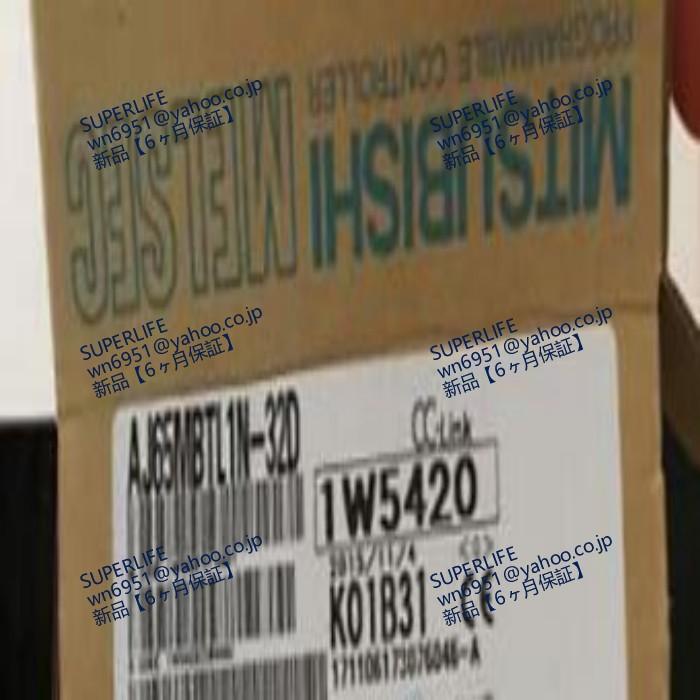 PROGRAMMABLE CONTROLLER
MITSUBISHI
MELSEC
SUPERLIFE
wn6951@yahoo.co.jp
新品【6ヶ月保証】
SUPERLIFE
wn6951@yahoo.co.jp
新品【6ヶ月保証】
SUPERLIFE
wn6951@yahoo.co.jp
新品【6ヶ月保証】
SUPERLIFE
wn6951@yahoo.co.jp
新品【6ヶ月保証】
AJ65MBTL1N-32D
CC-Link
1W5420
2015/11/4
K01B31
CE
SUPERLIFE
wn6951@yahoo.co.jp
新品【6ヶ月保証】
SUPERLIFE
wn6951@yahoo.co.jp
新品【6ヶ月保証】